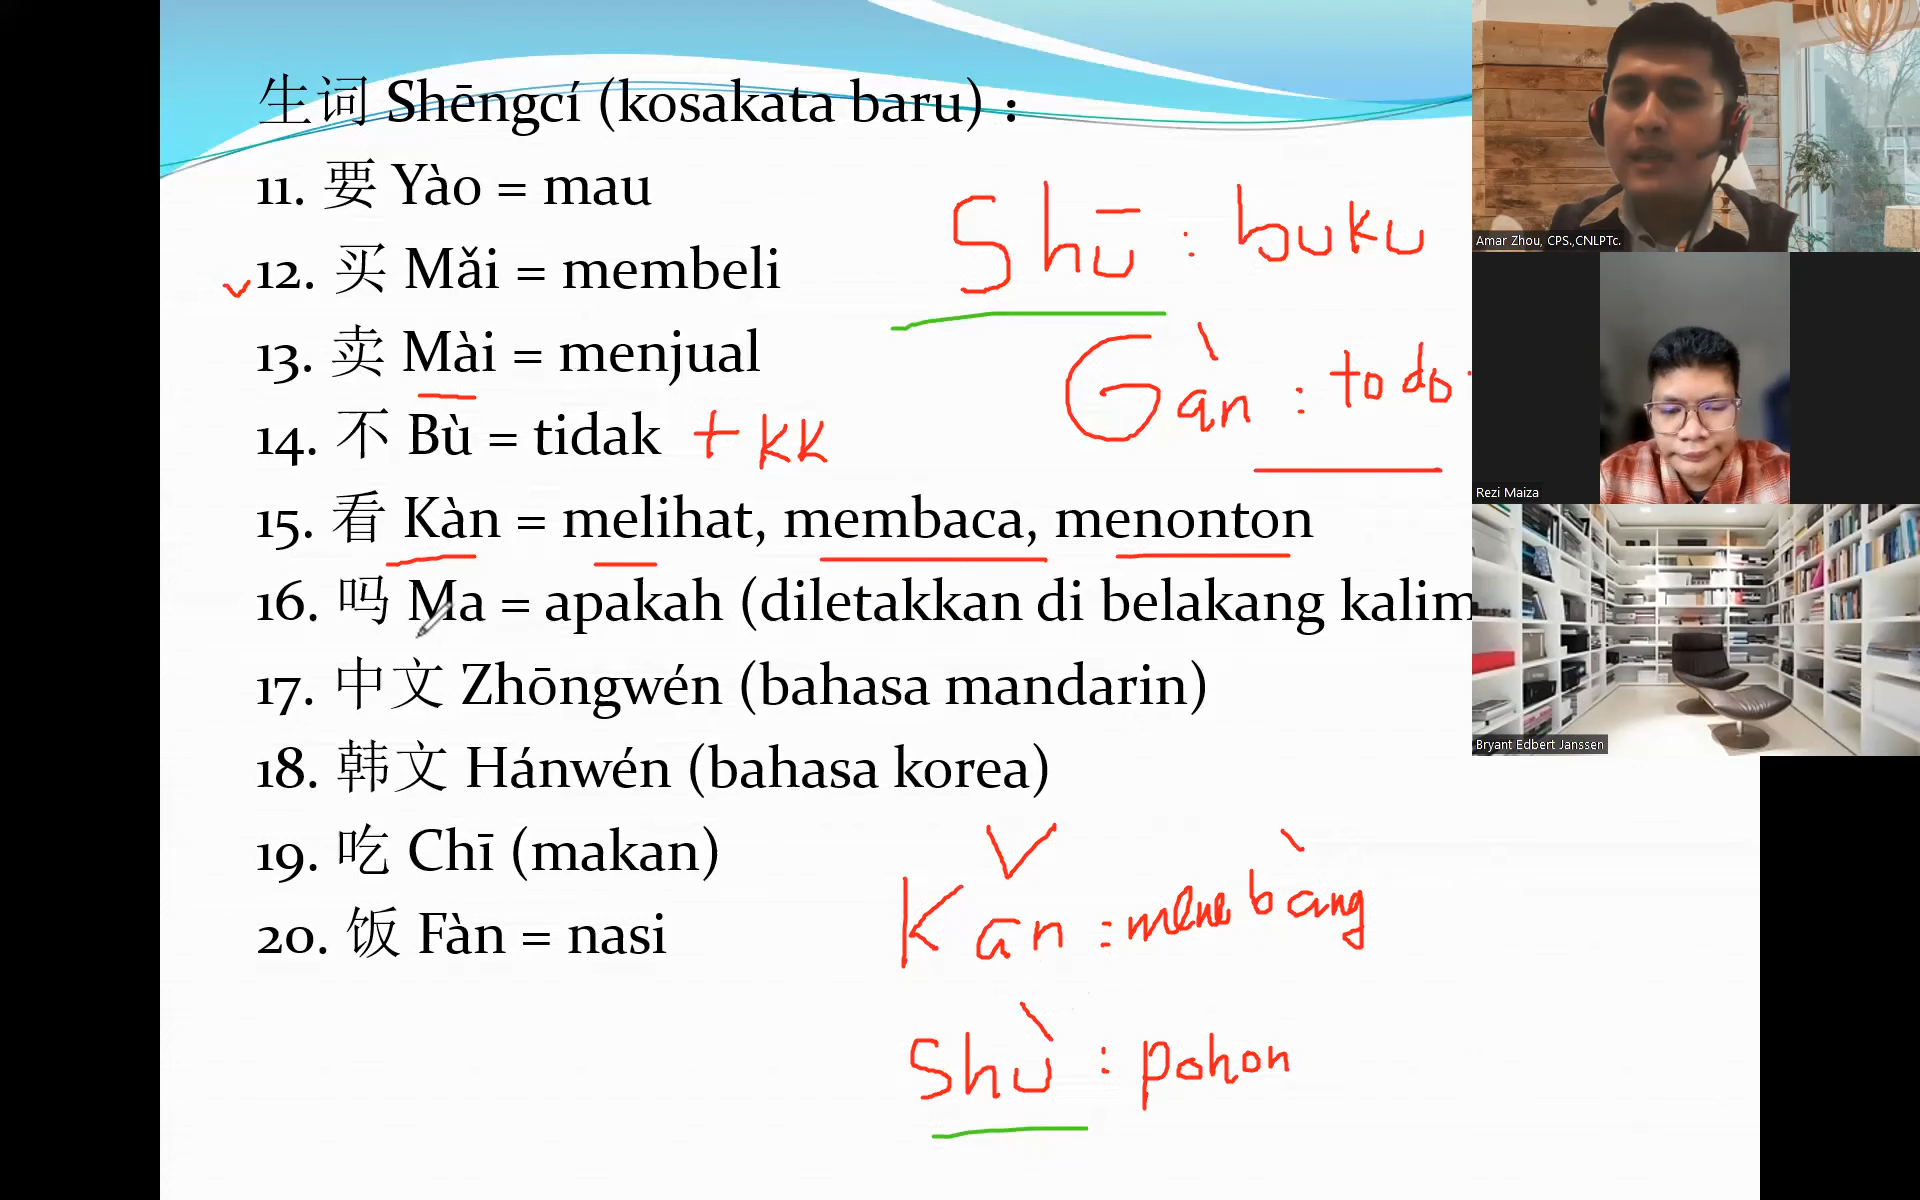 生词 Shēngcí (kosakata baru) :
11. 要 Yào = mau
12. 买 Mǎi = membeli
13. 卖 Mài = menjual
14. 不 Bù = tidak + KK
15. 看 Kàn = melihat, membaca, menonton
16. 吗 Ma = apakah (diletakkan di belakang kalim
17. 中文 Zhōngwén (bahasa mandarin)
18. 韩文 Hánwén (bahasa korea)
19. 吃 Chī (makan)
20. 饭 Fàn = nasi
Shū : buku
Gàn : to do
Kǎn = menebang
Shù : pohon
Amar Zhou, CPS.,CNLPTc.
Rezi Maiza
Bryant Edbert Janssen